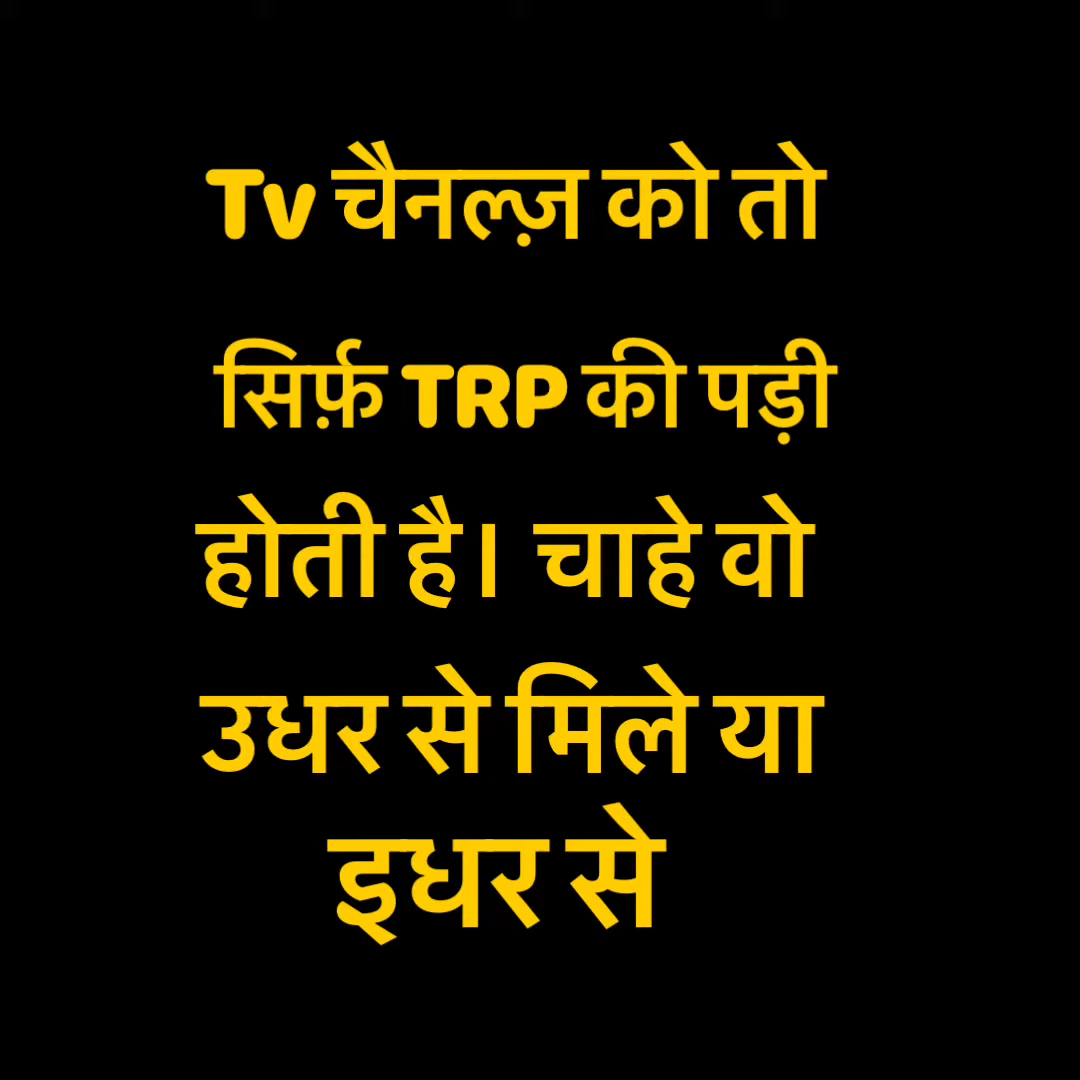 Tv चैनल्ज़ को तो
सिर्फ़ TRP की पड़ी
होती है। चाहे वो
उधर से मिले या
इधर से